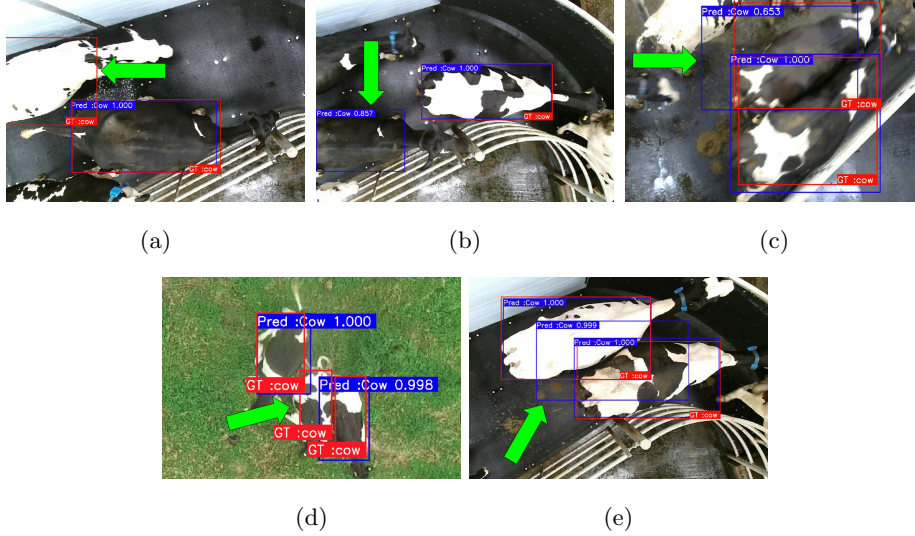 Pred :Cow 1.000
GT :cow
GT :cow
Pred :Cow 1.000
Pred :Cow 0.857
GT :cow
Pred :Cow 0.653
Pred :Cow 1.000
GT :cow
GT :cow
(a)
(b)
(c)
Pred :Cow 1.000
Pred :Cow 0.998
GT :cow
GT :cow
GT :cow
Pred :Cow 1.000
Pred :Cow 0.999
Pred :Cow 1.000
GT :cow
GT :cow
(d)
(e)